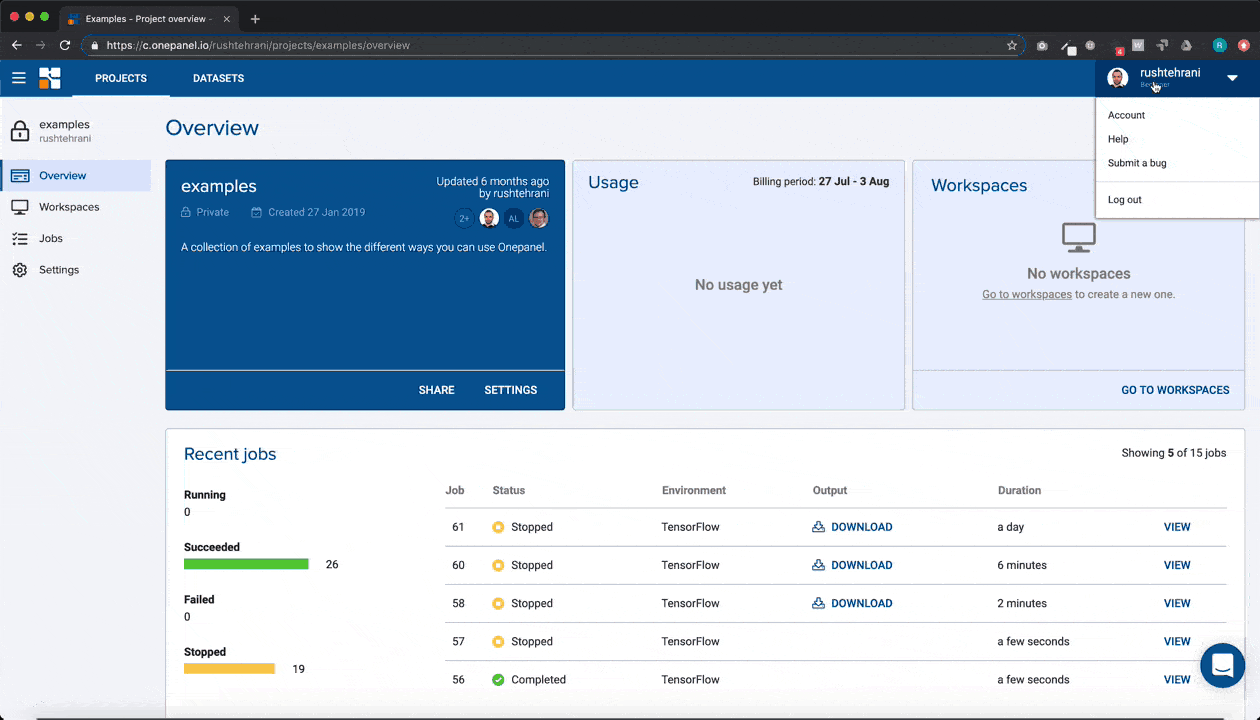 Examples - Project overview -
https://c.onepanel.io/rushtehrani/projects/examples/overview
PROJECTS
DATASETS
rushtehrani
Account
Help
Submit a bug
Log out
examples
rushtehrani
Overview
Workspaces
Jobs
Settings
Overview
examples
Updated 6 months ago
by rushtehrani
Private
Created 27 Jan 2019
2+
AL
A collection of examples to show the different ways you can use Onepanel.
SHARE
SETTINGS
Usage
Billing period: 27 Jul - 3 Aug
No usage yet
Workspaces
No workspaces
Go to workspaces to create a new one.
GO TO WORKSPACES
Recent jobs
Showing 5 of 15 jobs
Running
0
Succeeded
26
Failed
0
Stopped
19
Job Status Environment Output Duration
61 Stopped TensorFlow DOWNLOAD a day VIEW
60 Stopped TensorFlow DOWNLOAD 6 minutes VIEW
58 Stopped TensorFlow DOWNLOAD 2 minutes VIEW
57 Stopped TensorFlow a few seconds VIEW
56 Completed TensorFlow a few seconds VIEW